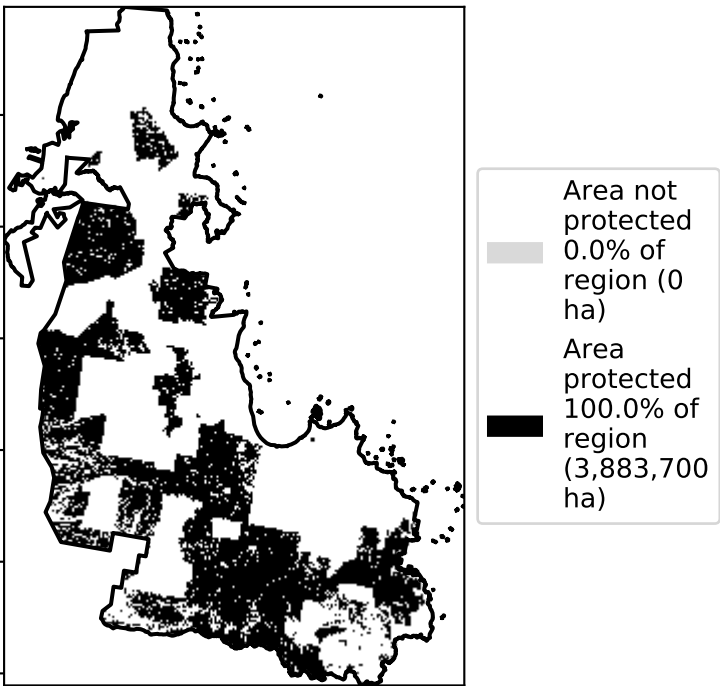 Area not
protected
0.0% of
region (0
ha)
Area
protected
100.0% of
region
(3,883,700
ha)